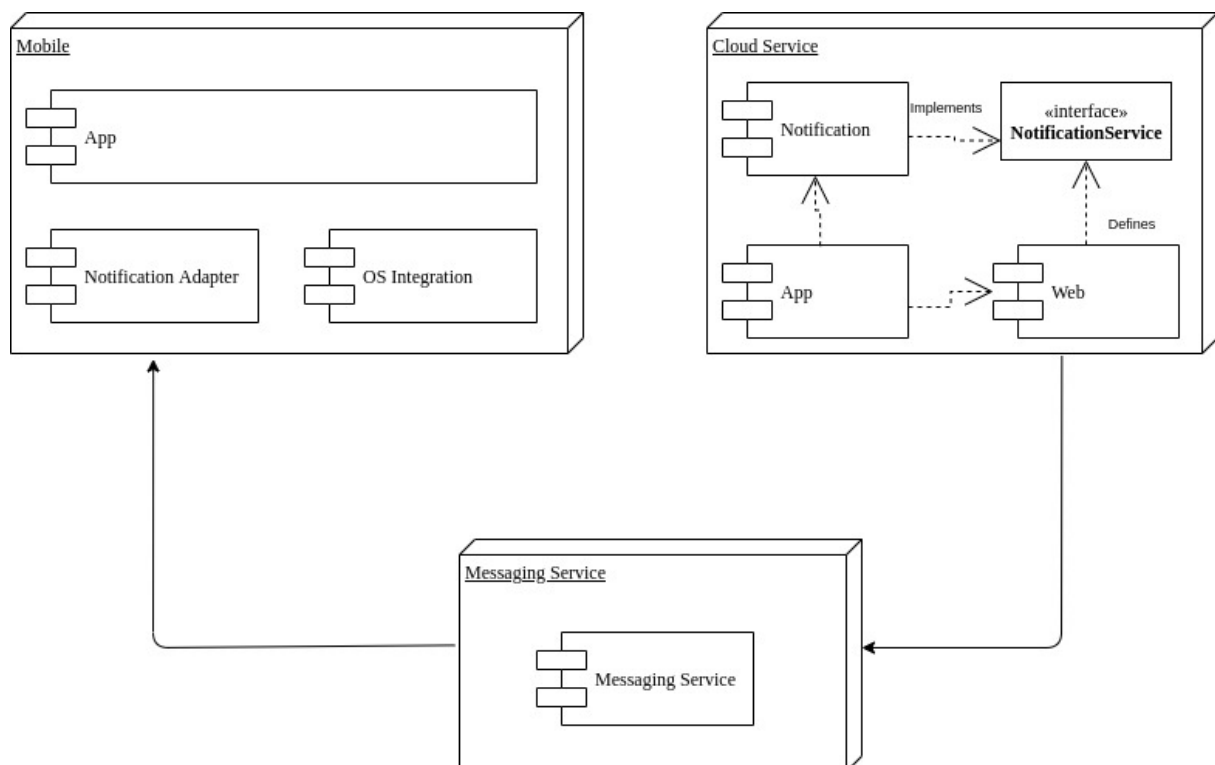 Mobile
App
Notification Adapter
OS Integration
Cloud Service
Notification
Implements
«interface»
NotificationService
Defines
App
Web
Messaging Service
Messaging Service